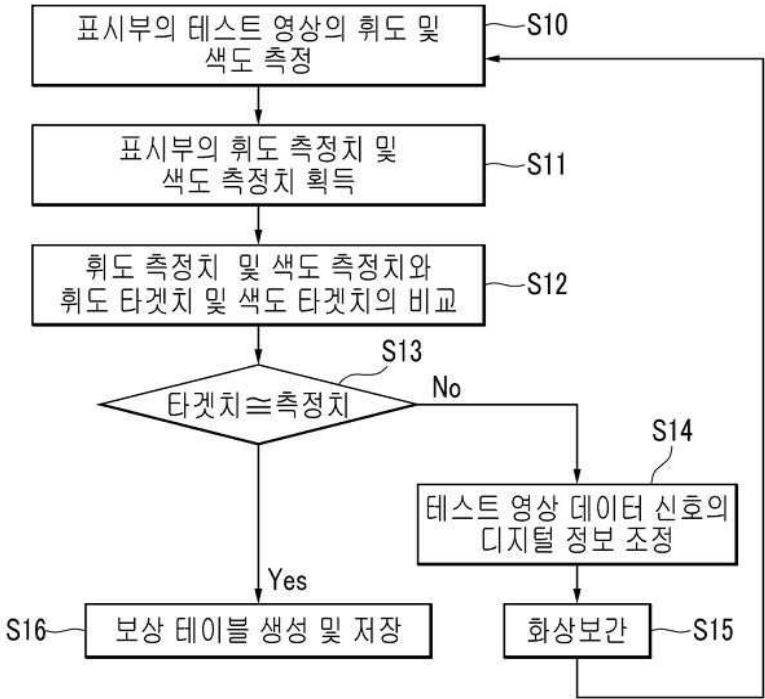 표시부의 테스트 영상의 휘도 및
색도 측정
S10
표시부의 휘도 측정치 및
색도 측정치 획득
S11
휘도 측정치 및 색도 측정치와
휘도 타겟치 및 색도 타겟치의 비교
S12
S13
타겟치≅측정치
No
S14
테스트 영상 데이터 신호의
디지털 정보 조정
Yes
S16
보상 테이블 생성 및 저장
화상보간
S15